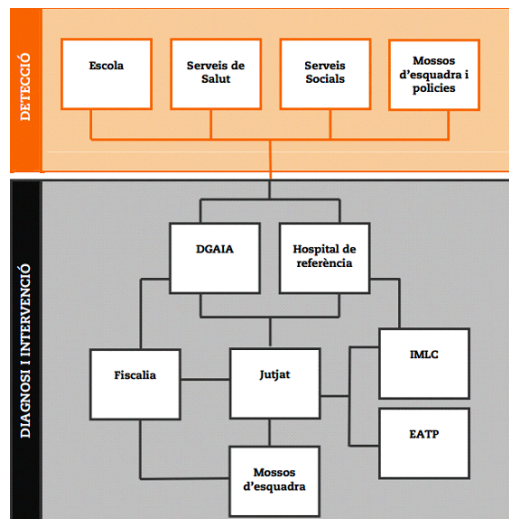 DETECCIÓ
Escola
Serveis de
Salut
Serveis
Socials
Mossos
d'esquadra i
policies
DIAGNOSI I INTERVENCIÓ
DGAIA
Hospital de
referència
Fiscalia
Jutjat
IMLC
EATP
Mossos
d'esquadra